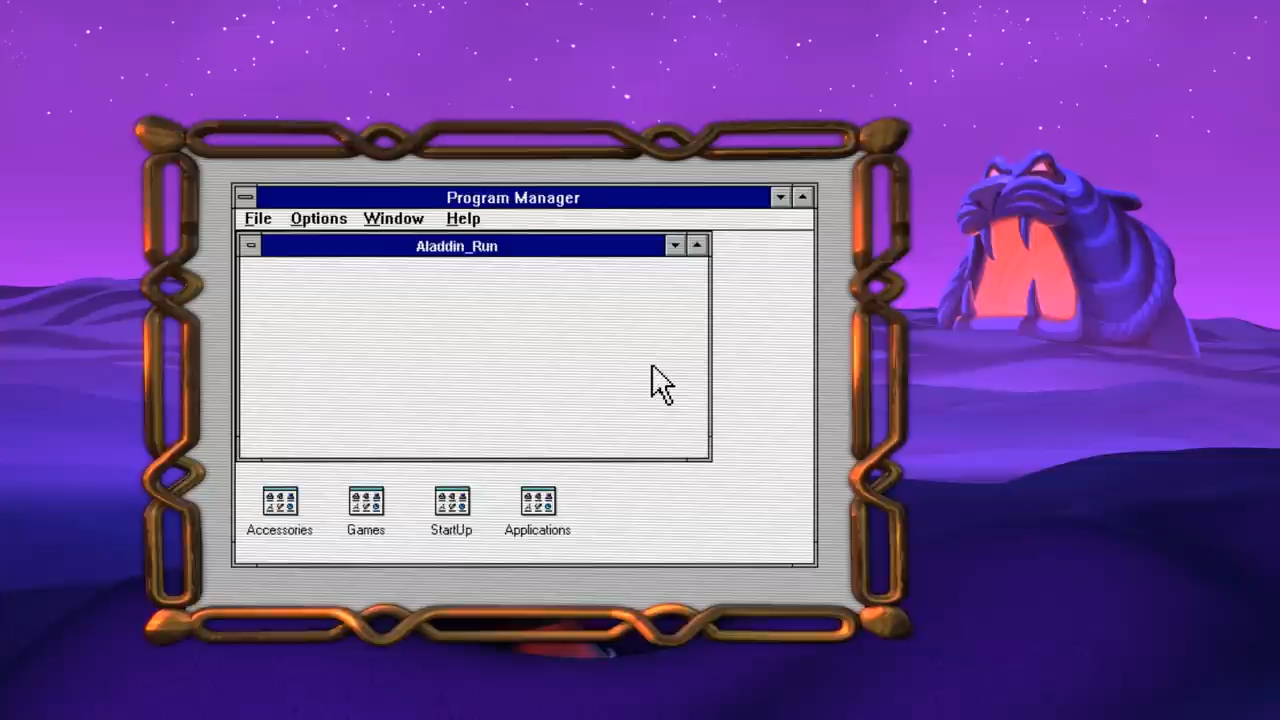 Program Manager
File Options Window Help
Aladdin_Run
Accessories Games StartUp Applications